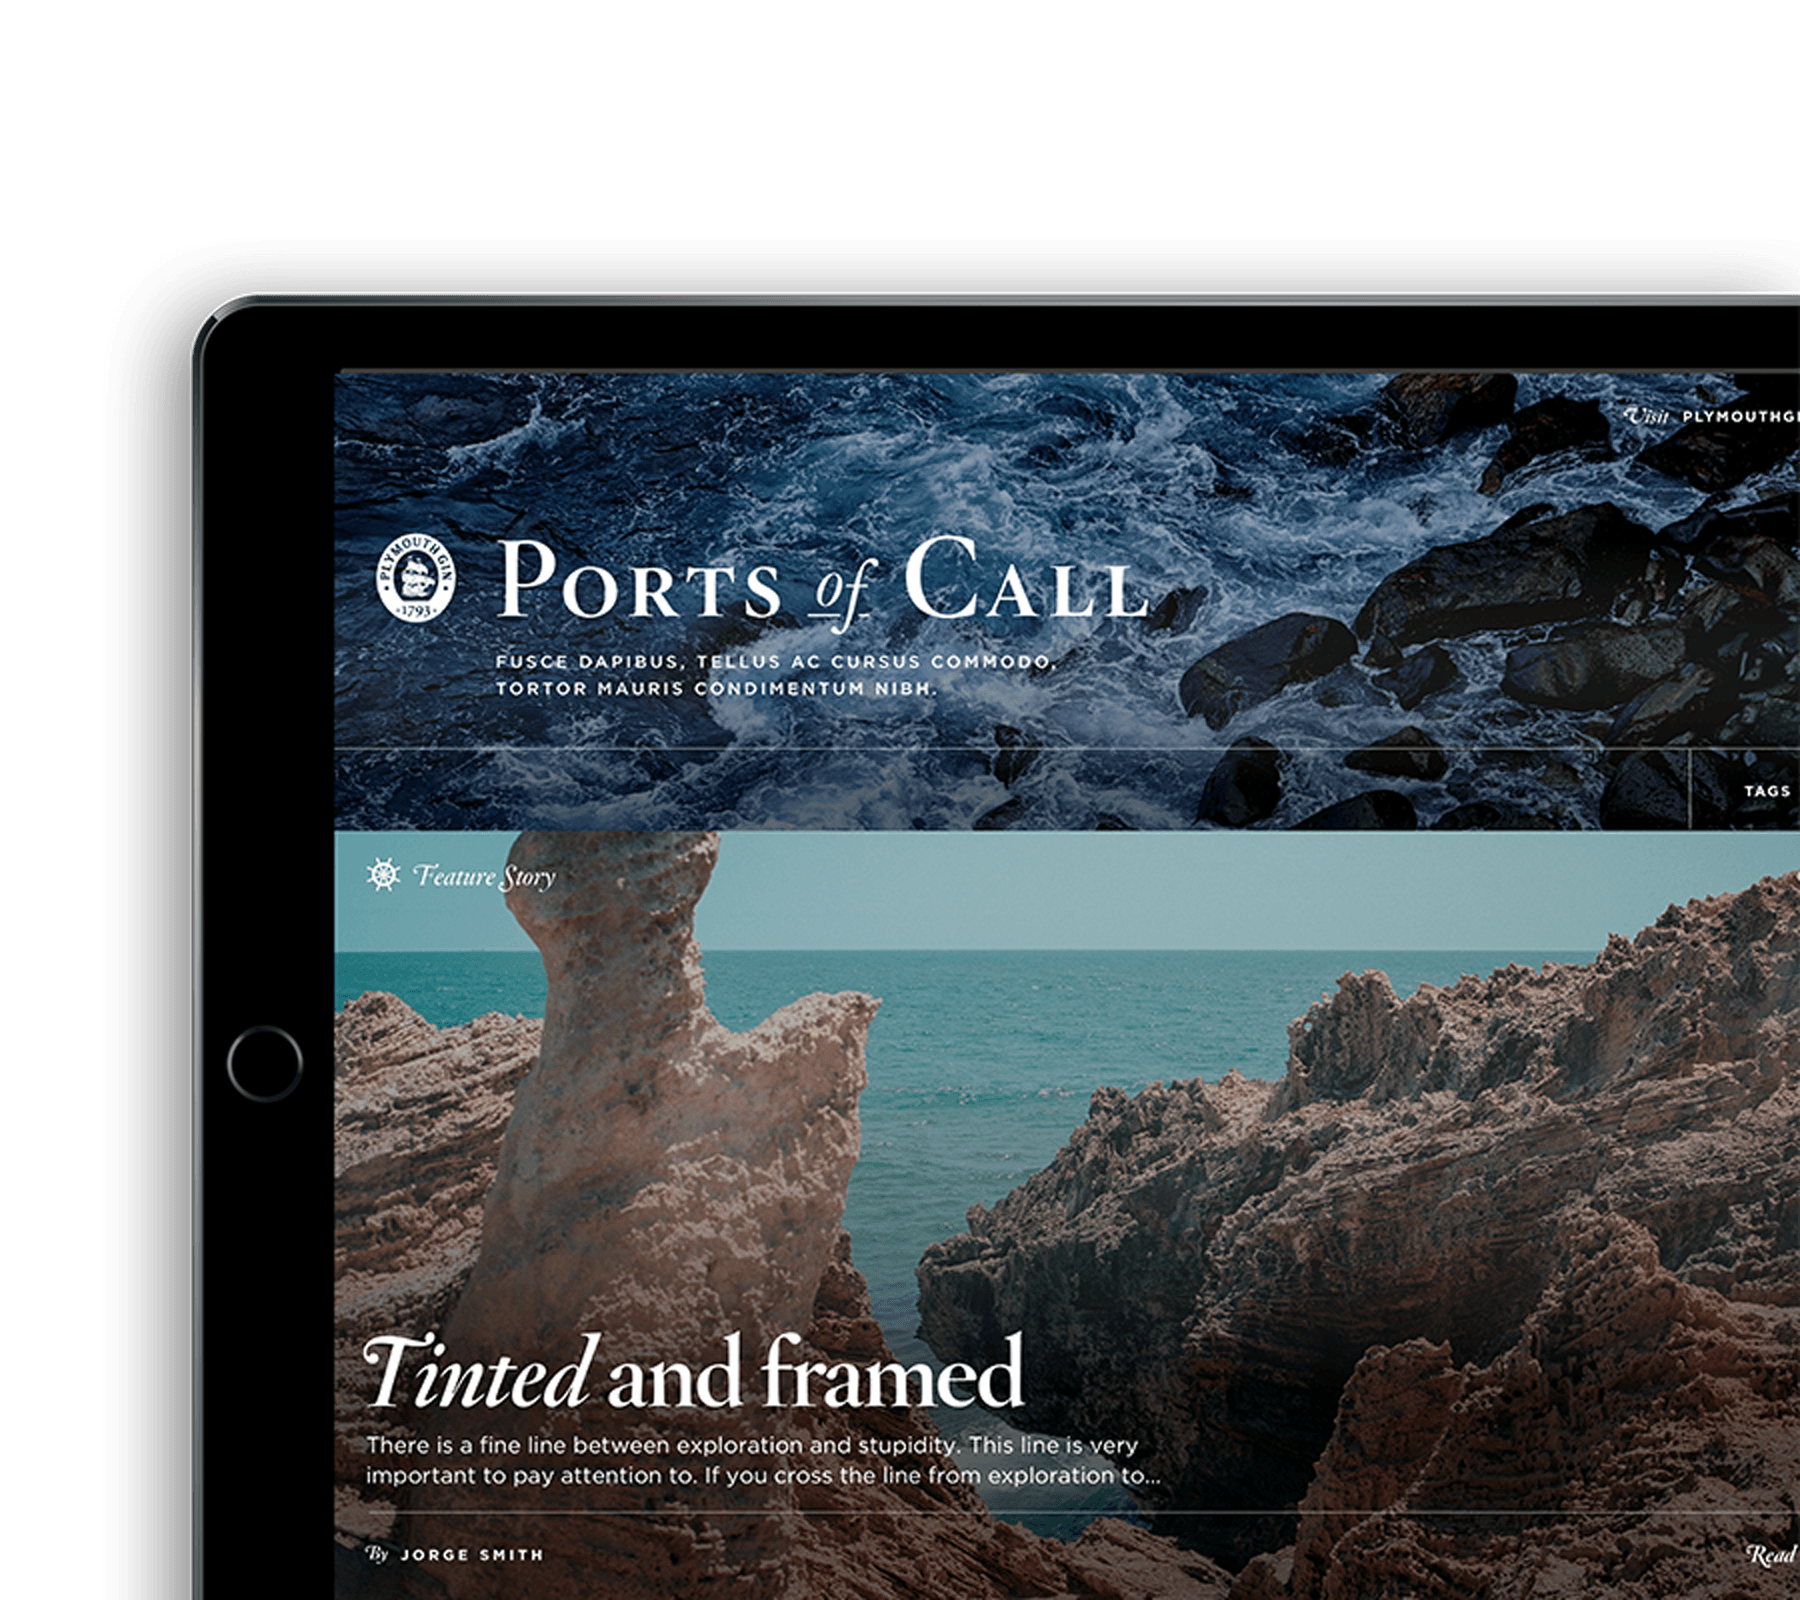 Visit PLYMOUTHGI
PLYMOUTH GIN
·1793·
PORTS of CALL
FUSCE DAPIBUS, TELLUS AC CURSUS COMMODO,
TORTOR MAURIS CONDIMENTUM NIBH.
TAGS
Feature Story
Tinted and framed
There is a fine line between exploration and stupidity. This line is very
important to pay attention to. If you cross the line from exploration to...
By JORGE SMITH
Read